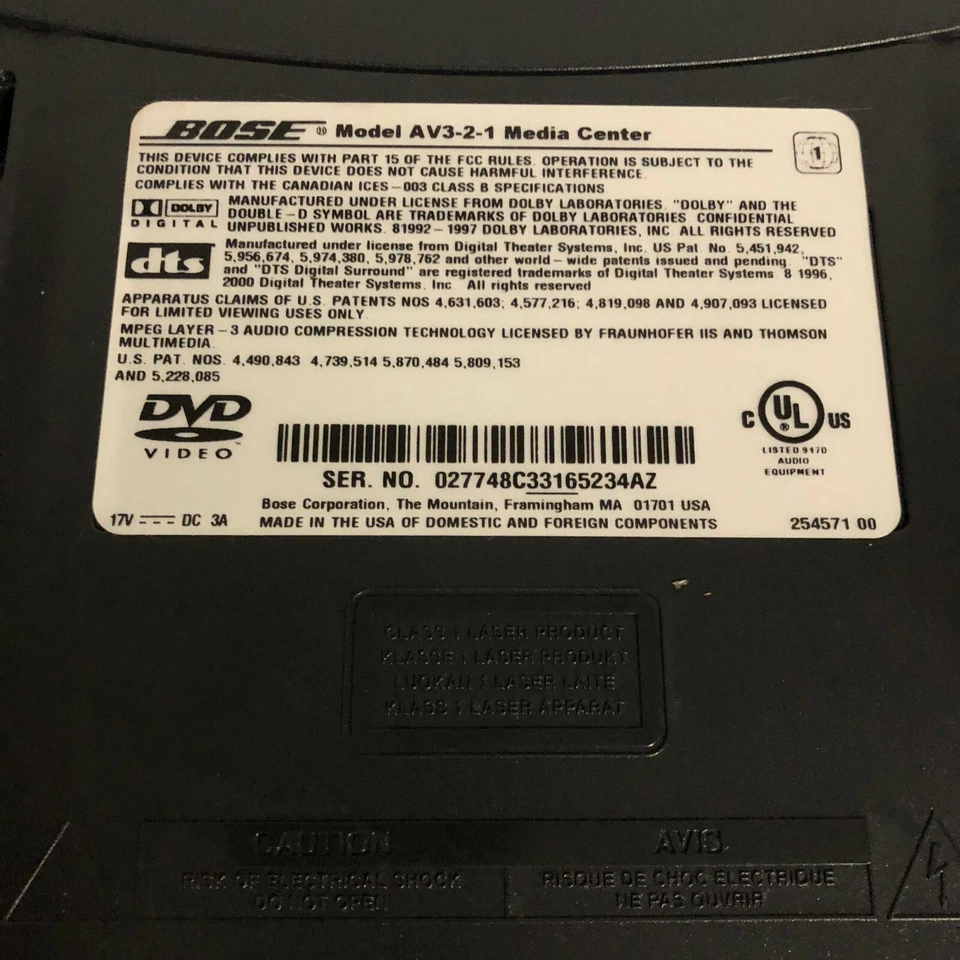 BOSE ® Model AV3-2-1 Media Center
1
THIS DEVICE COMPLIES WITH PART 15 OF THE FCC RULES. OPERATION IS SUBJECT TO THE
CONDITION THAT THIS DEVICE DOES NOT CAUSE HARMFUL INTERFERENCE.
COMPLIES WITH THE CANADIAN ICES-003 CLASS B SPECIFICATIONS
DOLBY
DIGITAL
MANUFACTURED UNDER LICENSE FROM DOLBY LABORATORIES. "DOLBY" AND THE
DOUBLE-D SYMBOL ARE TRADEMARKS OF DOLBY LABORATORIES. CONFIDENTIAL
UNPUBLISHED WORKS. 81992-1997 DOLBY LABORATORIES, INC ALL RIGHTS RESERVED
dts
Manufactured under license from Digital Theater Systems, Inc. US Pat. No. 5,451,942,
5,956,674, 5,974,380, 5,978,762 and other world-wide patents issued and pending. "DTS"
and "DTS Digital Surround" are registered trademarks of Digital Theater Systems 8 1996,
2000 Digital Theater Systems, Inc All rights reserved
APPARATUS CLAIMS OF U.S. PATENTS NOS 4,631,603; 4,577,216; 4,819,098 AND 4,907,093 LICENSED
FOR LIMITED VIEWING USES ONLY
MPEG LAYER-3 AUDIO COMPRESSION TECHNOLOGY LICENSED BY FRAUNHOFER IIS AND THOMSON
MULTIMEDIA.
U.S. PAT. NOS. 4,490,843 4,739,514 5,870,484 5,809,153
AND 5,228,085
DVD
VIDEO
C UL ® US
LISTED 9170
AUDIO
EQUIPMENT
SER. NO. 027748C33165234AZ
Bose Corporation, The Mountain, Framingham MA 01701 USA
17V DC 3A MADE IN THE USA OF DOMESTIC AND FOREIGN COMPONENTS 254571 00
CLASS 1 LASER PRODUCT
KLASSE 1 LASER PRODUKT
LUOKAN 1 LASER LAITE
KLASS 1 LASER APPARAT
CAUTION
RISK OF ELECTRICAL SHOCK
DO NOT OPEN
AVIS
RISQUE DE CHOC ELECTRIQUE
NE PAS OUVRIR